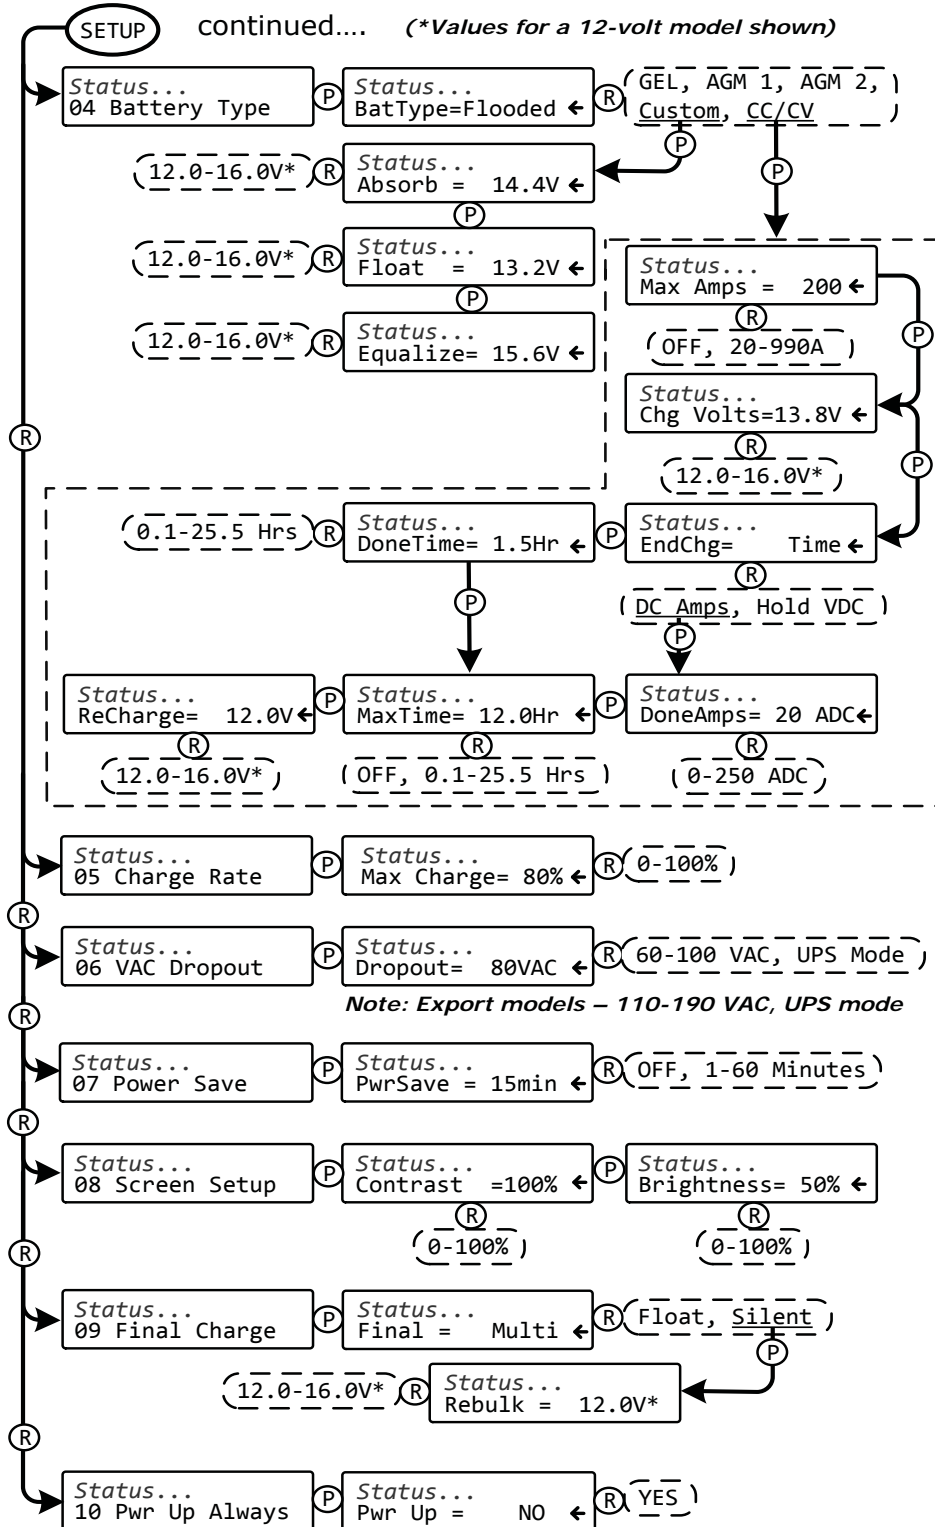 SETUP continued.... (*Values for a 12-volt model shown)
Status...
04 Battery Type
P
Status...
BatType=Flooded ←
R
GEL, AGM 1, AGM 2,
Custom, CC/CV
P
P
12.0-16.0V*
R
Status...
Absorb = 14.4V ←
P
12.0-16.0V*
R
Status...
Float = 13.2V ←
P
12.0-16.0V*
R
Status...
Equalize= 15.6V ←
Status...
Max Amps = 200 ←
R
OFF, 20-990A
P
Status...
Chg Volts=13.8V ←
R
12.0-16.0V*
P
R
0.1-25.5 Hrs
R
Status...
DoneTime= 1.5Hr ←
P
Status...
EndChg= Time ←
R
DC Amps, Hold VDC
P
P
Status...
ReCharge= 12.0V ←
P
Status...
MaxTime= 12.0Hr ←
P
Status...
DoneAmps= 20 ADC ←
R
12.0-16.0V*
R
OFF, 0.1-25.5 Hrs
R
0-250 ADC
Status...
05 Charge Rate
P
Status...
Max Charge= 80% ←
R
0-100%
R
Status...
06 VAC Dropout
P
Status...
Dropout= 80VAC ←
R
60-100 VAC, UPS Mode
Note: Export models – 110-190 VAC, UPS mode
R
Status...
07 Power Save
P
Status...
PwrSave = 15min ←
R
OFF, 1-60 Minutes
R
Status...
08 Screen Setup
P
Status...
Contrast =100% ←
P
Status...
Brightness= 50% ←
R
0-100%
R
0-100%
R
Status...
09 Final Charge
P
Status...
Final = Multi ←
R
Float, Silent
P
12.0-16.0V*
R
Status...
Rebulk = 12.0V*
R
Status...
10 Pwr Up Always
P
Status...
Pwr Up = NO ←
R
YES